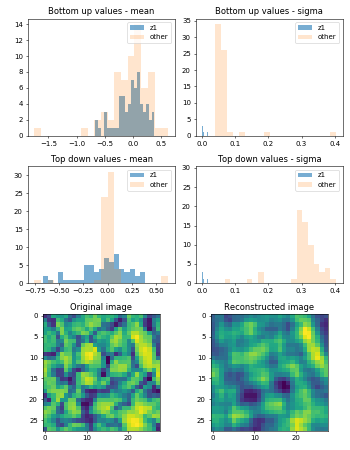 Bottom up values - mean
Bottom up values - sigma
14
12
10
8
6
4
2
0
z1
other
−1.5 −1.0 −0.5 0.0 0.5
35
30
25
20
15
10
5
0
z1
other
0.0 0.1 0.2 0.3 0.4
Top down values - mean
Top down values - sigma
30
25
20
15
10
5
0
z1
other
−0.75 −0.50 −0.25 0.00 0.25 0.50
30
25
20
15
10
5
0
z1
other
0.0 0.1 0.2 0.3 0.4
Original image
Reconstructed image
0
5
10
15
20
25
0 10 20
0
5
10
15
20
25
0 10 20